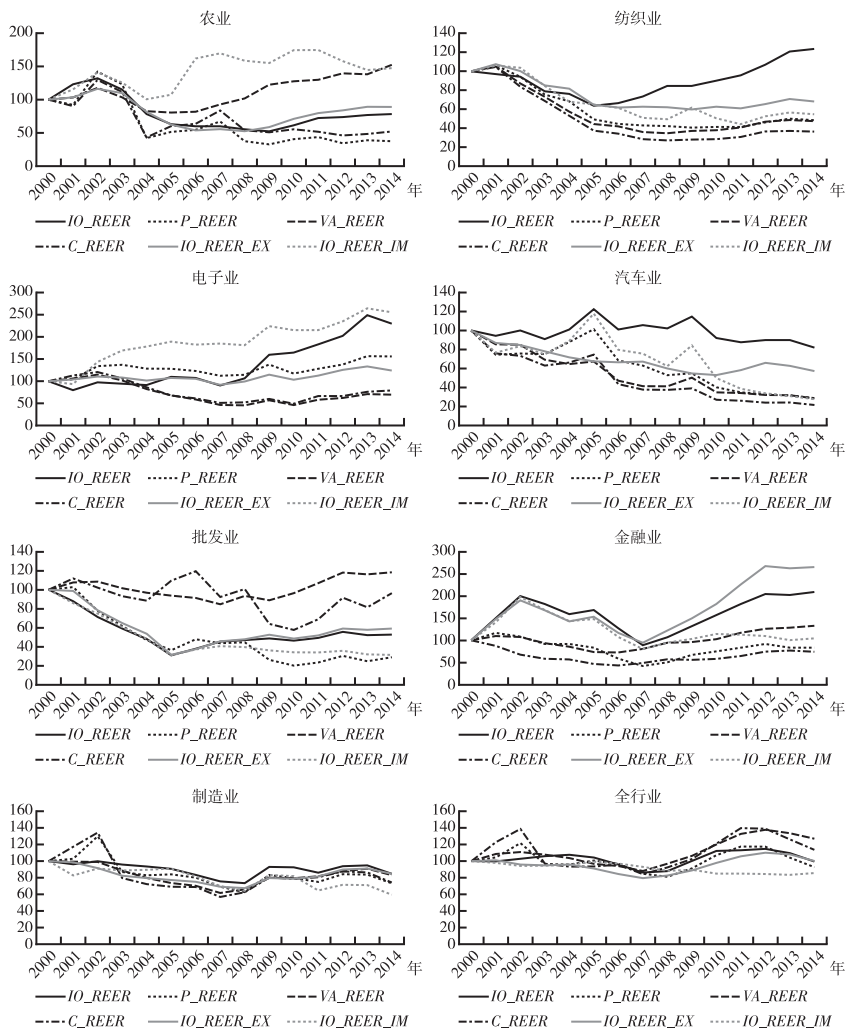 农业
200
150
100
50
0
2000 2001 2002 2003 2004 2005 2006 2007 2008 2009 2010 2011 2012 2013 2014 年
IO_REER P_REER VA_REER
C_REER IO_REER_EX IO_REER_IM
纺织业
140
120
100
80
60
40
20
0
2000 2001 2002 2003 2004 2005 2006 2007 2008 2009 2010 2011 2012 2013 2014 年
IO_REER P_REER VA_REER
C_REER IO_REER_EX IO_REER_IM
电子业
300
250
200
150
100
50
0
2000 2001 2002 2003 2004 2005 2006 2007 2008 2009 2010 2011 2012 2013 2014 年
IO_REER P_REER VA_REER
C_REER IO_REER_EX IO_REER_IM
汽车业
140
120
100
80
60
40
20
0
2000 2001 2002 2003 2004 2005 2006 2007 2008 2009 2010 2011 2012 2013 2014 年
IO_REER P_REER VA_REER
C_REER IO_REER_EX IO_REER_IM
批发业
140
120
100
80
60
40
20
0
2000 2001 2002 2003 2004 2005 2006 2007 2008 2009 2010 2011 2012 2013 2014 年
IO_REER P_REER VA_REER
C_REER IO_REER_EX IO_REER_IM
金融业
300
250
200
150
100
50
0
2000 2001 2002 2003 2004 2005 2006 2007 2008 2009 2010 2011 2012 2013 2014 年
IO_REER P_REER VA_REER
C_REER IO_REER_EX IO_REER_IM
制造业
160
140
120
100
80
60
40
20
0
2000 2001 2002 2003 2004 2005 2006 2007 2008 2009 2010 2011 2012 2013 2014 年
IO_REER P_REER VA_REER
C_REER IO_REER_EX IO_REER_IM
全行业
160
140
120
100
80
60
40
20
0
2000 2001 2002 2003 2004 2005 2006 2007 2008 2009 2010 2011 2012 2013 2014 年
IO_REER P_REER VA_REER
C_REER IO_REER_EX IO_REER_IM